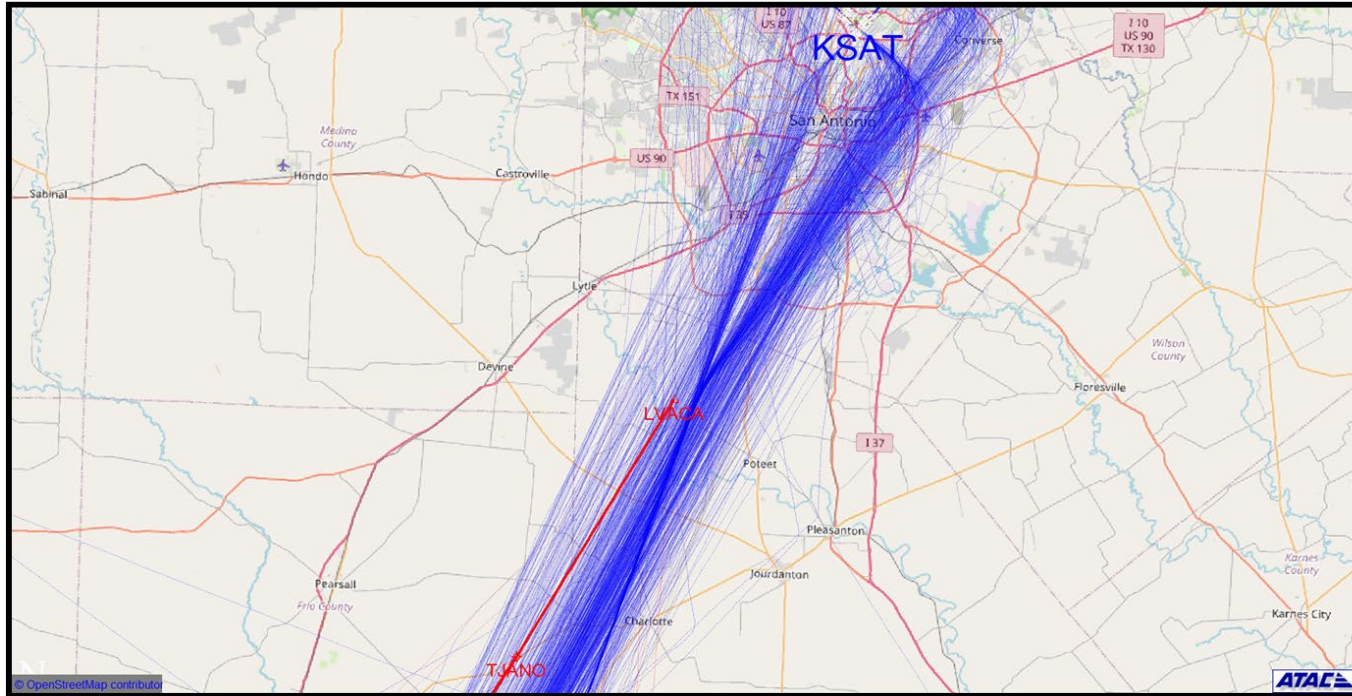 I 10
US 87
KSAT
Converse
I 10
US 90
TX 130
TX 151
San Antonio
Medina
County
US 90
Hondo
Castroville
Sabinal
I 35
Lytle
Wilson
County
Devine
Floresville
LVACA
I 37
Poteet
Pleasanton
Jourdanton
Karnes
County
Pearsall
Frio County
Charlotte
Karnes City
TJANO
N
© OpenStreetMap contributor
ATAC